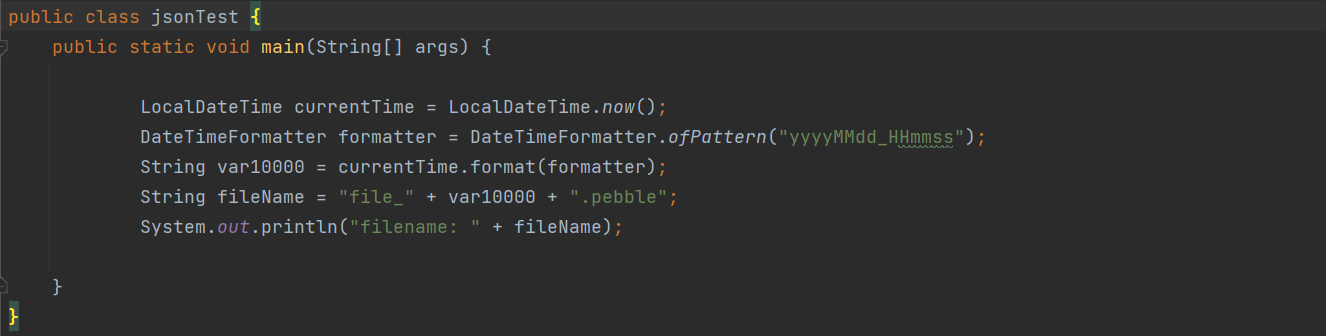 public class jsonTest {
public static void main(String[] args) {
LocalDateTime currentTime = LocalDateTime.now();
DateTimeFormatter formatter = DateTimeFormatter.ofPattern("yyyyMMdd_HHmmss");
String var10000 = currentTime.format(formatter);
String fileName = "file_" + var10000 + ".pebble";
System.out.println("filename: " + fileName);
}
}